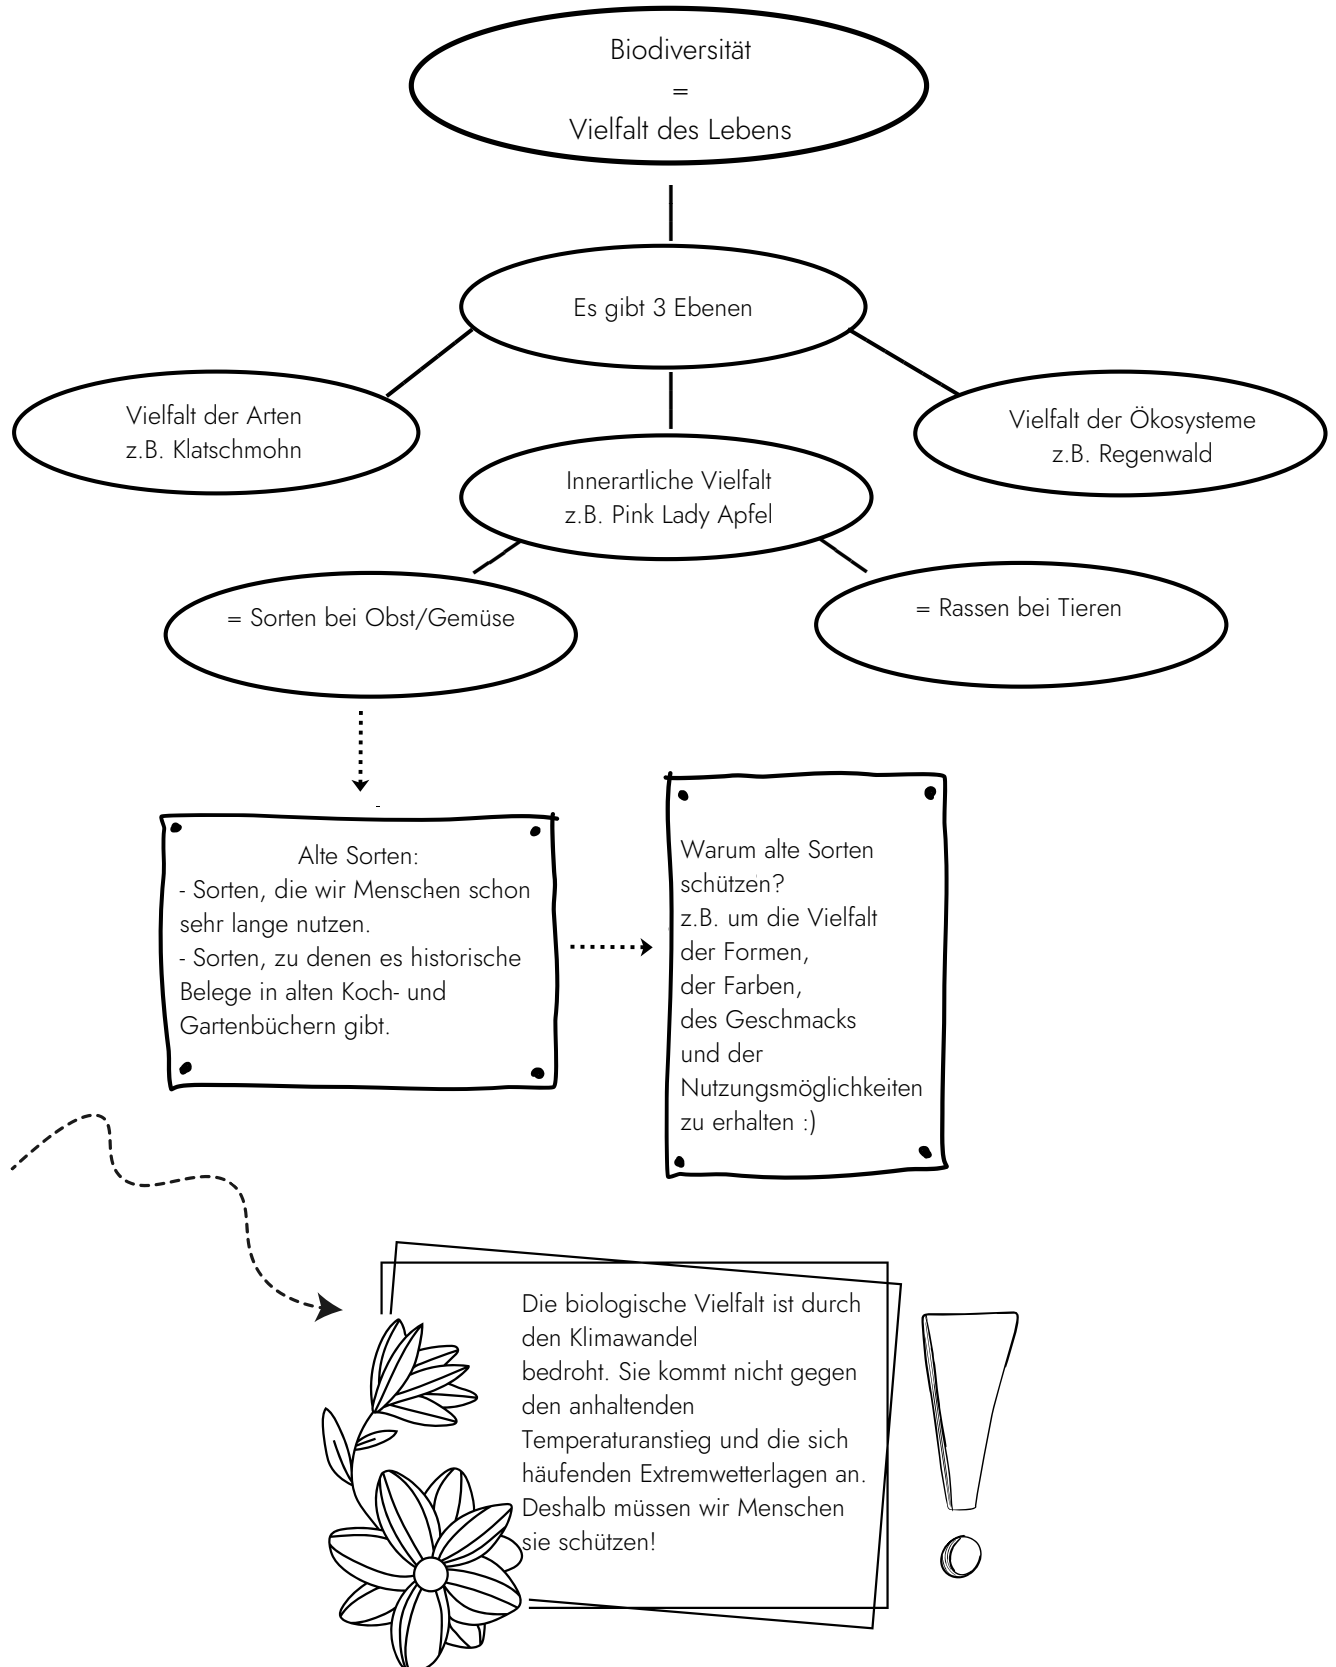 Biodiversität
=
Vielfalt des Lebens
Es gibt 3 Ebenen
Vielfalt der Arten
z.B. Klatschmohn
Innerartliche Vielfalt
z.B. Pink Lady Apfel
Vielfalt der Ökosysteme
z.B. Regenwald
= Sorten bei Obst/Gemüse
= Rassen bei Tieren
Alte Sorten:
- Sorten, die wir Menschen schon
sehr lange nutzen.
- Sorten, zu denen es historische
Belege in alten Koch- und
Gartenbüchern gibt.
Warum alte Sorten
schützen?
z.B. um die Vielfalt
der Formen,
der Farben,
des Geschmacks
und der
Nutzungsmöglichkeiten
zu erhalten :)
Die biologische Vielfalt ist durch
den Klimawandel
bedroht. Sie kommt nicht gegen
den anhaltenden
Temperaturanstieg und die sich
häufenden Extremwetterlagen an.
Deshalb müssen wir Menschen
sie schützen!